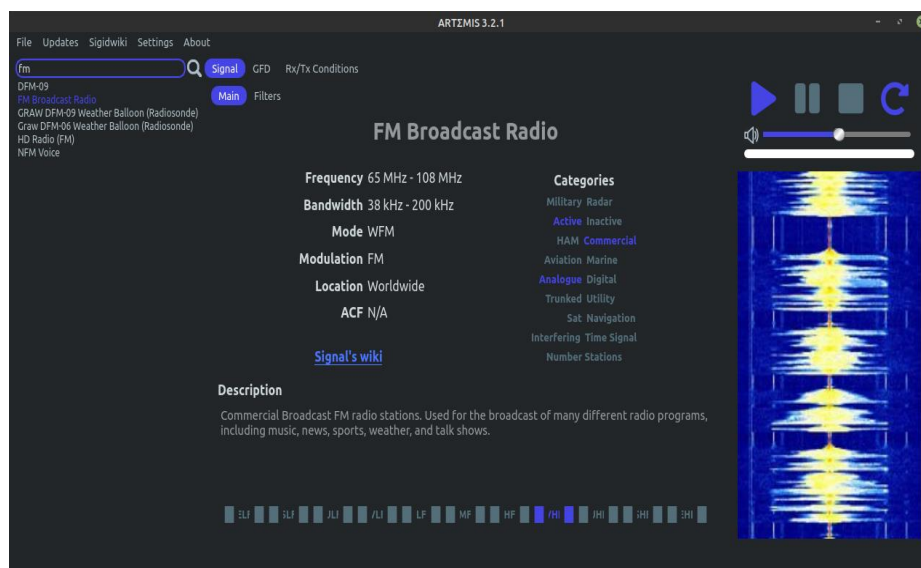 ARTΣMIS 3.2.1
File Updates Sigidwiki Settings About
fm
Signal GFD Rx/Tx Conditions
DFM-09
FM Broadcast Radio
GRAW DFM-09 Weather Balloon (Radiosonde)
Graw DFM-06 Weather Balloon (Radiosonde)
HD Radio (FM)
NFM Voice
Main Filters
FM Broadcast Radio
Frequency 65 MHz - 108 MHz
Bandwidth 38 kHz - 200 kHz
Mode WFM
Modulation FM
Location Worldwide
ACF N/A
Signal's wiki
Categories
Military Radar
Active Inactive
HAM Commercial
Aviation Marine
Analogue Digital
Trunked Utility
Sat Navigation
Interfering Time Signal
Number Stations
Description
Commercial Broadcast FM radio stations. Used for the broadcast of many different radio programs,
including music, news, sports, weather, and talk shows.
LF MF HF